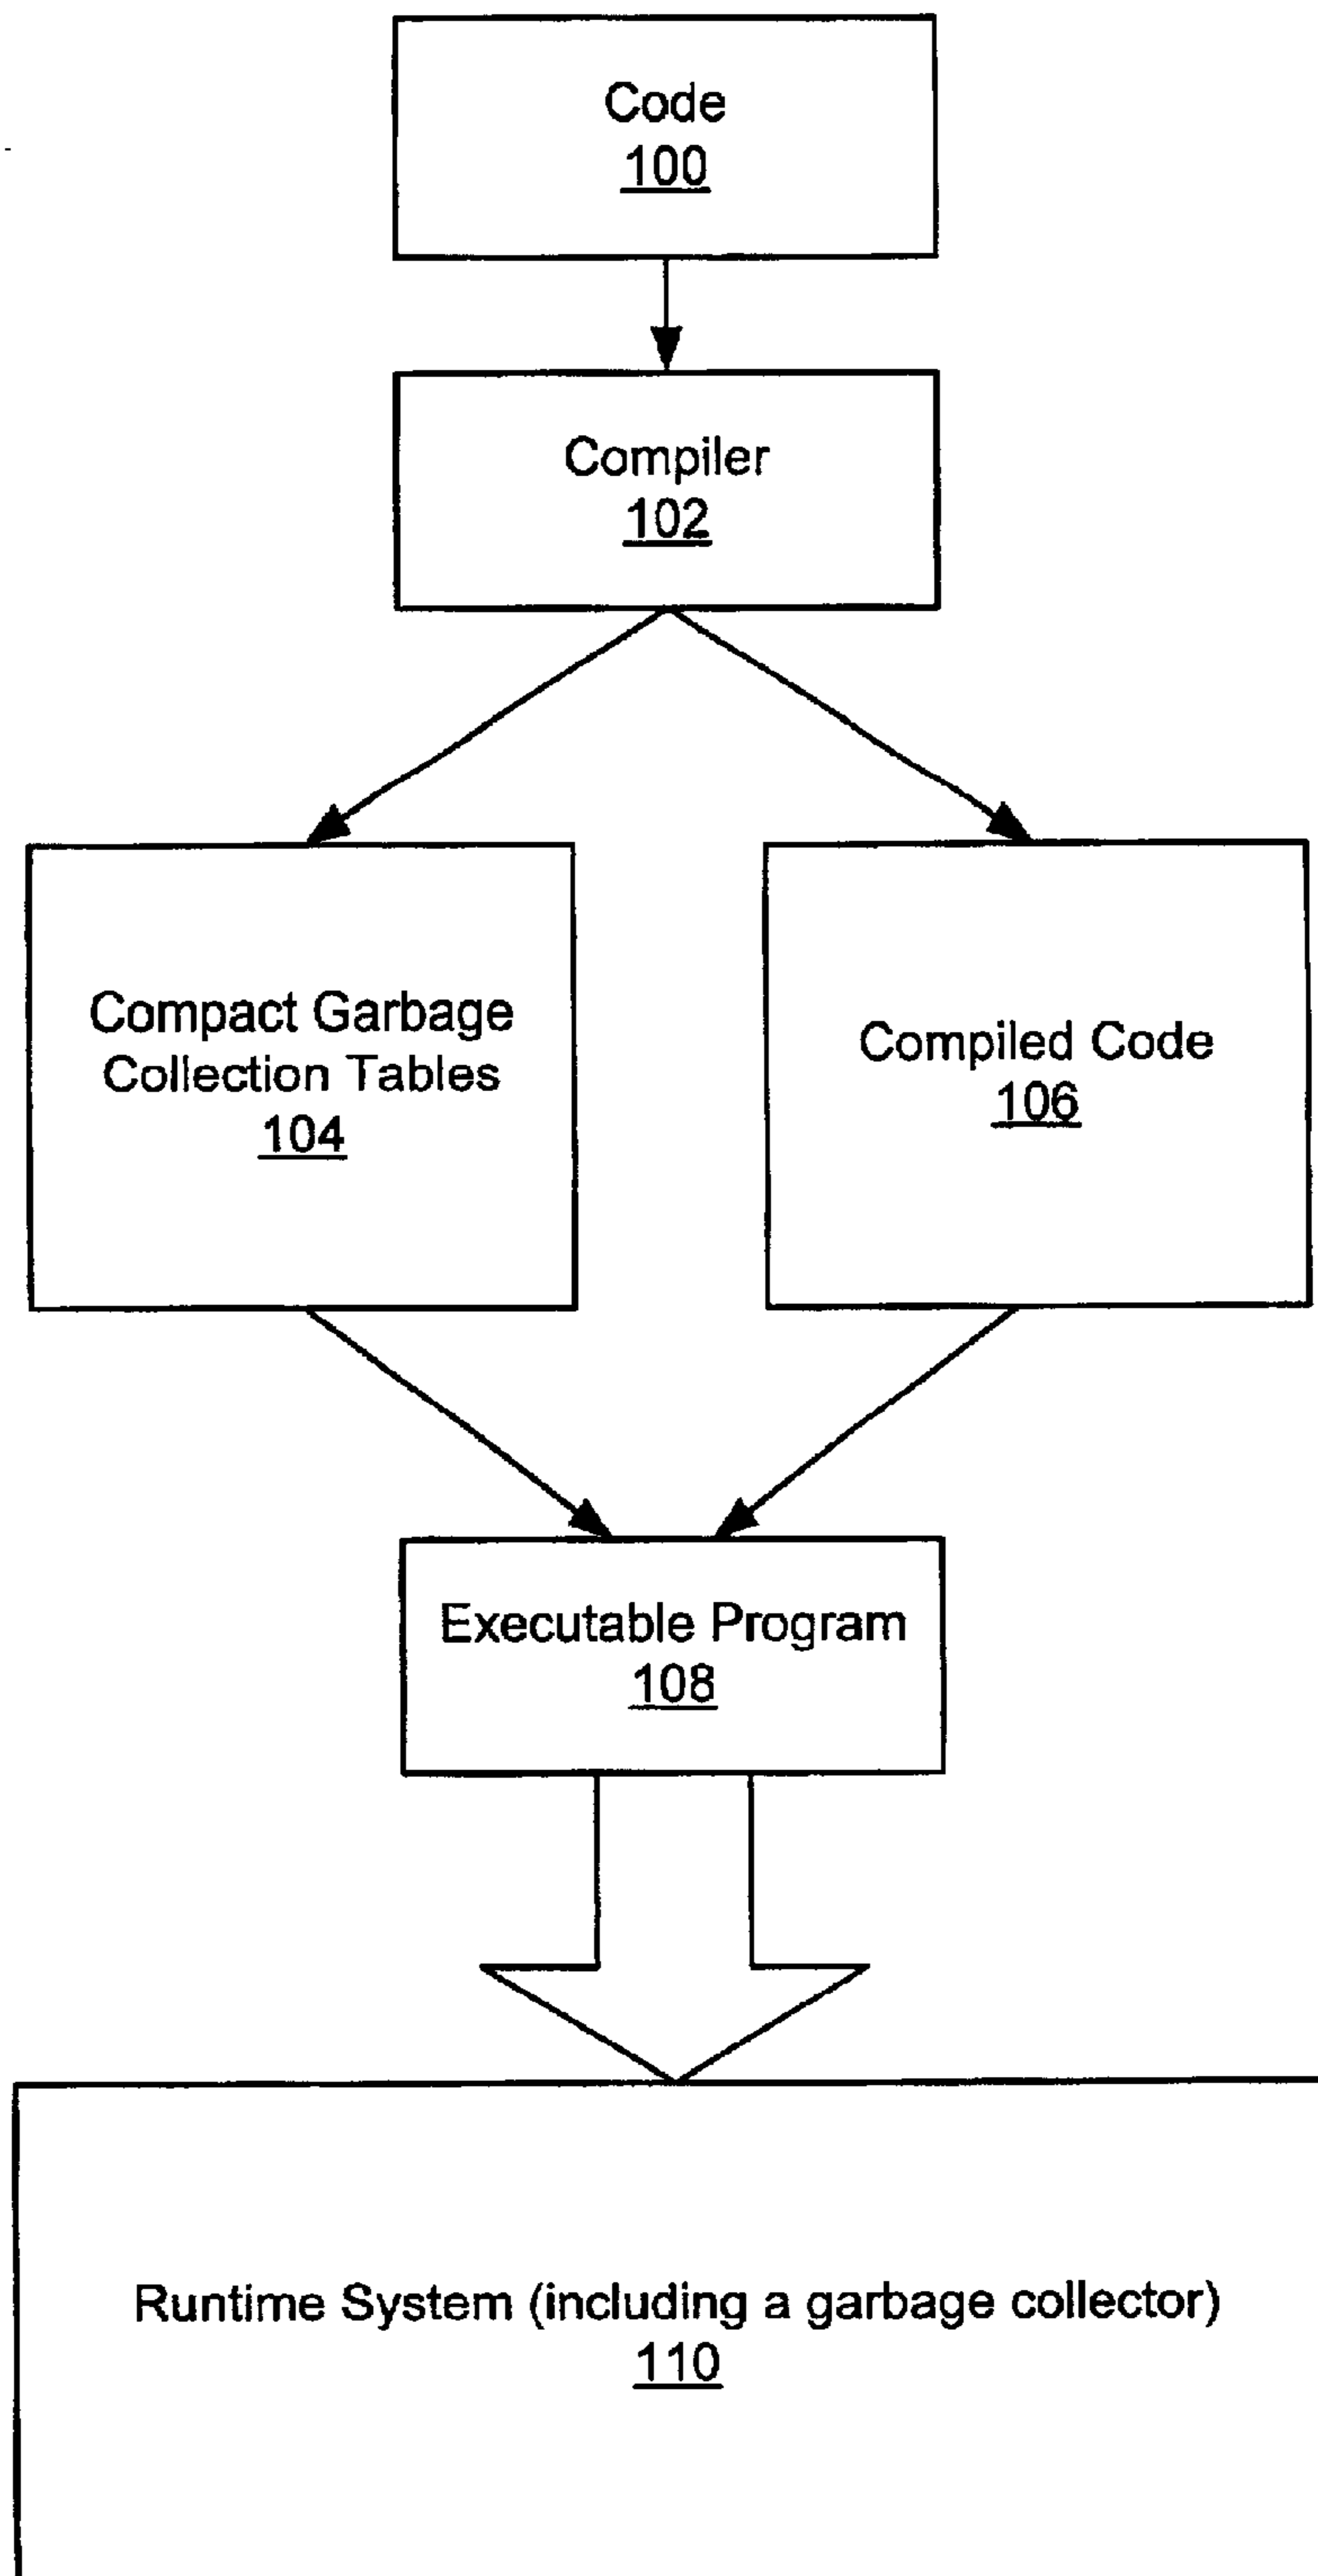 Code
100
Compiler
102
Compact Garbage
Collection Tables
104
Compiled Code
106
Executable Program
108
Runtime System (including a garbage collector)
110